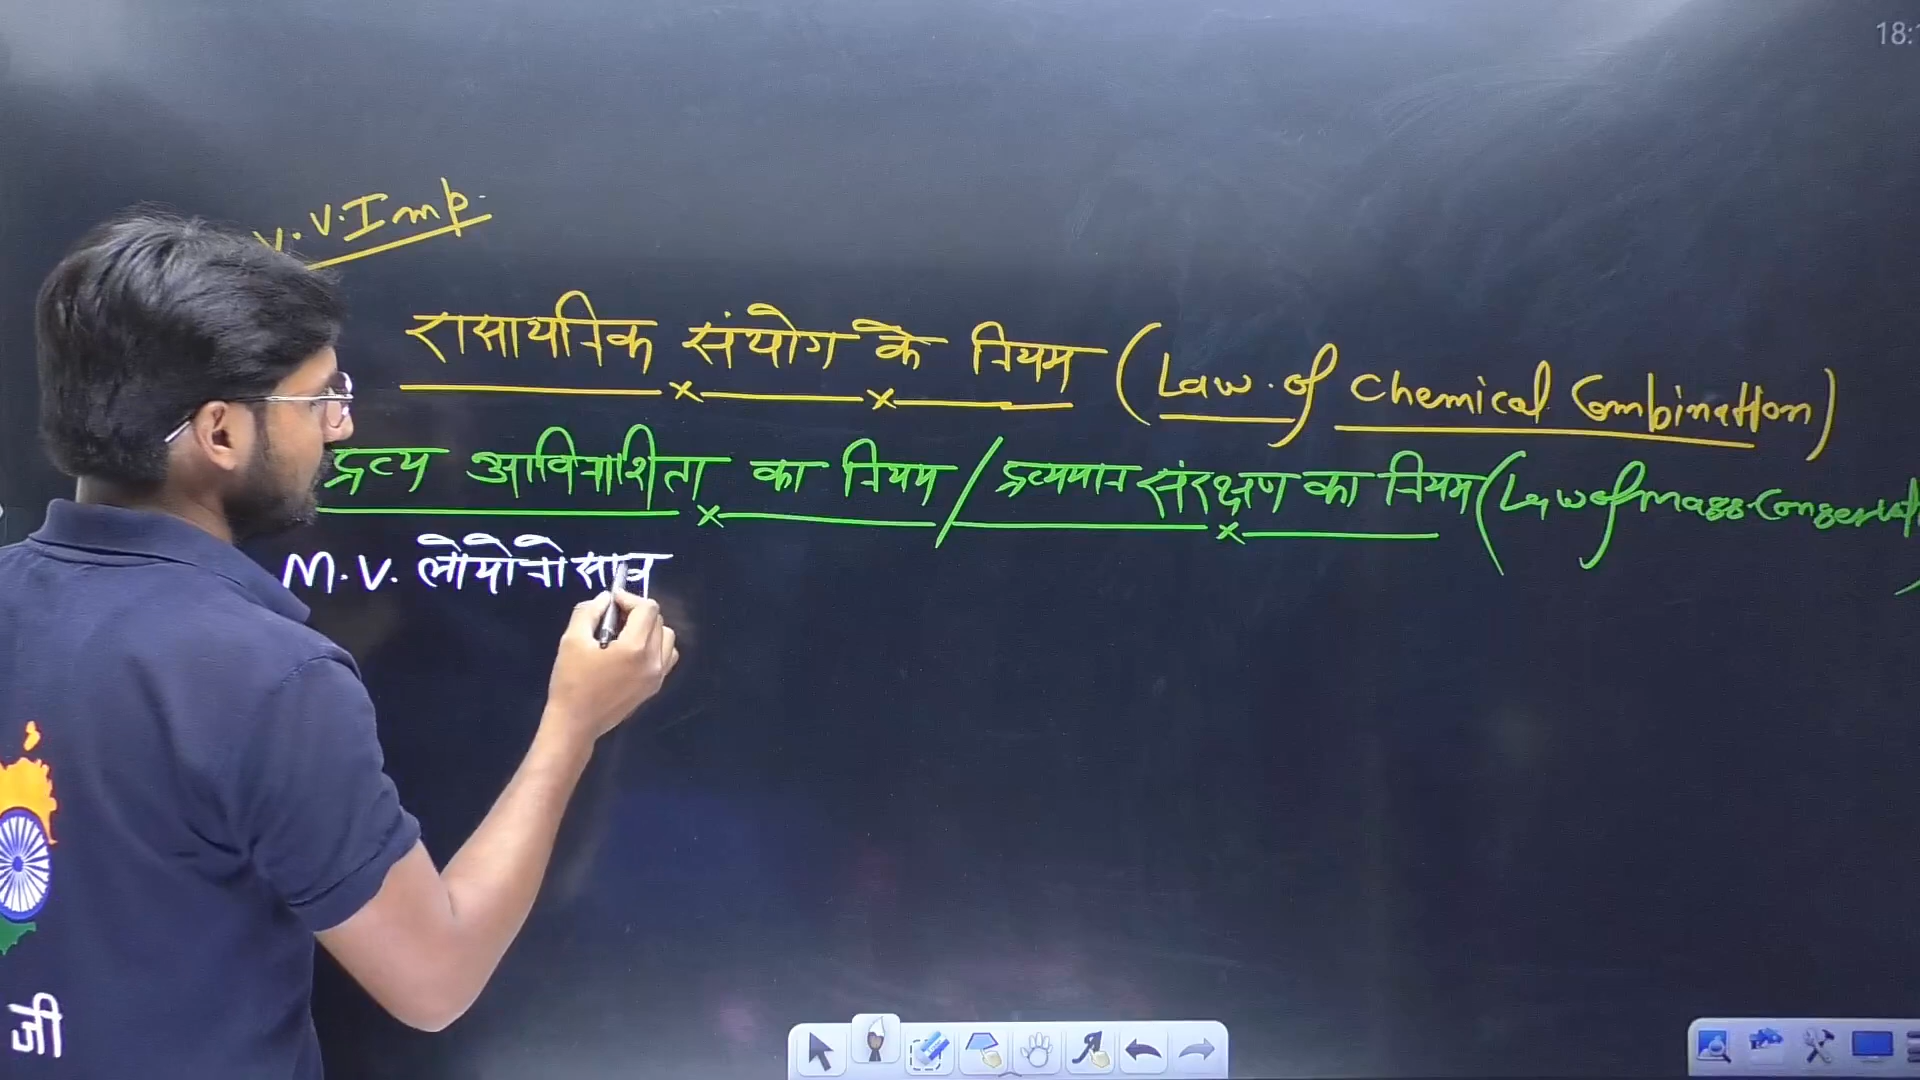 18:
V. V. Imp.
रासायनिक संयोग के नियम (Law of Chemical Combination)
द्रव्य अविनाशिता का नियम / द्रव्यमान संरक्षण का नियम (Law of Mass Conservat
M.V. लोमोनोसाव
जी